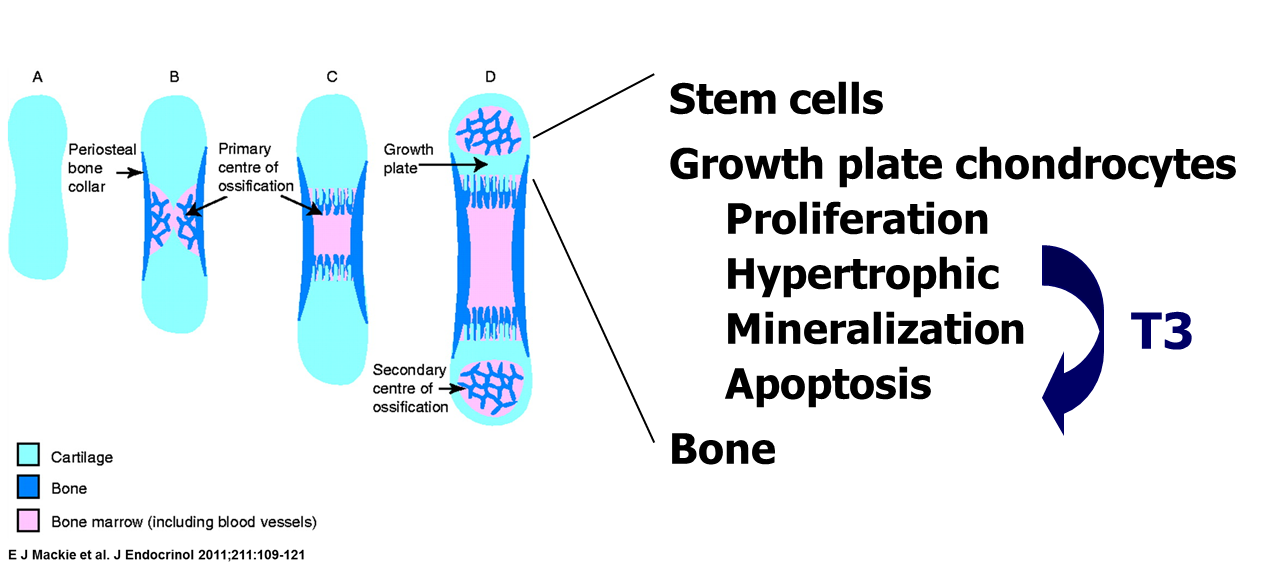 A
B
C
D
Periosteal
bone
collar
Primary
centre of
ossification
Growth
plate
Secondary
centre of
ossification
Cartilage
Bone
Bone marrow (including blood vessels)
E J Mackie et al. J Endocrinol 2011;211:109-121
Stem cells
Growth plate chondrocytes
Proliferation
Hypertrophic
Mineralization
Apoptosis
Bone
T3